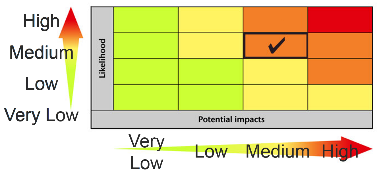 High
Medium
Low
Very Low
Likelihood
Potential impacts
Very
Low
Low
Medium
High